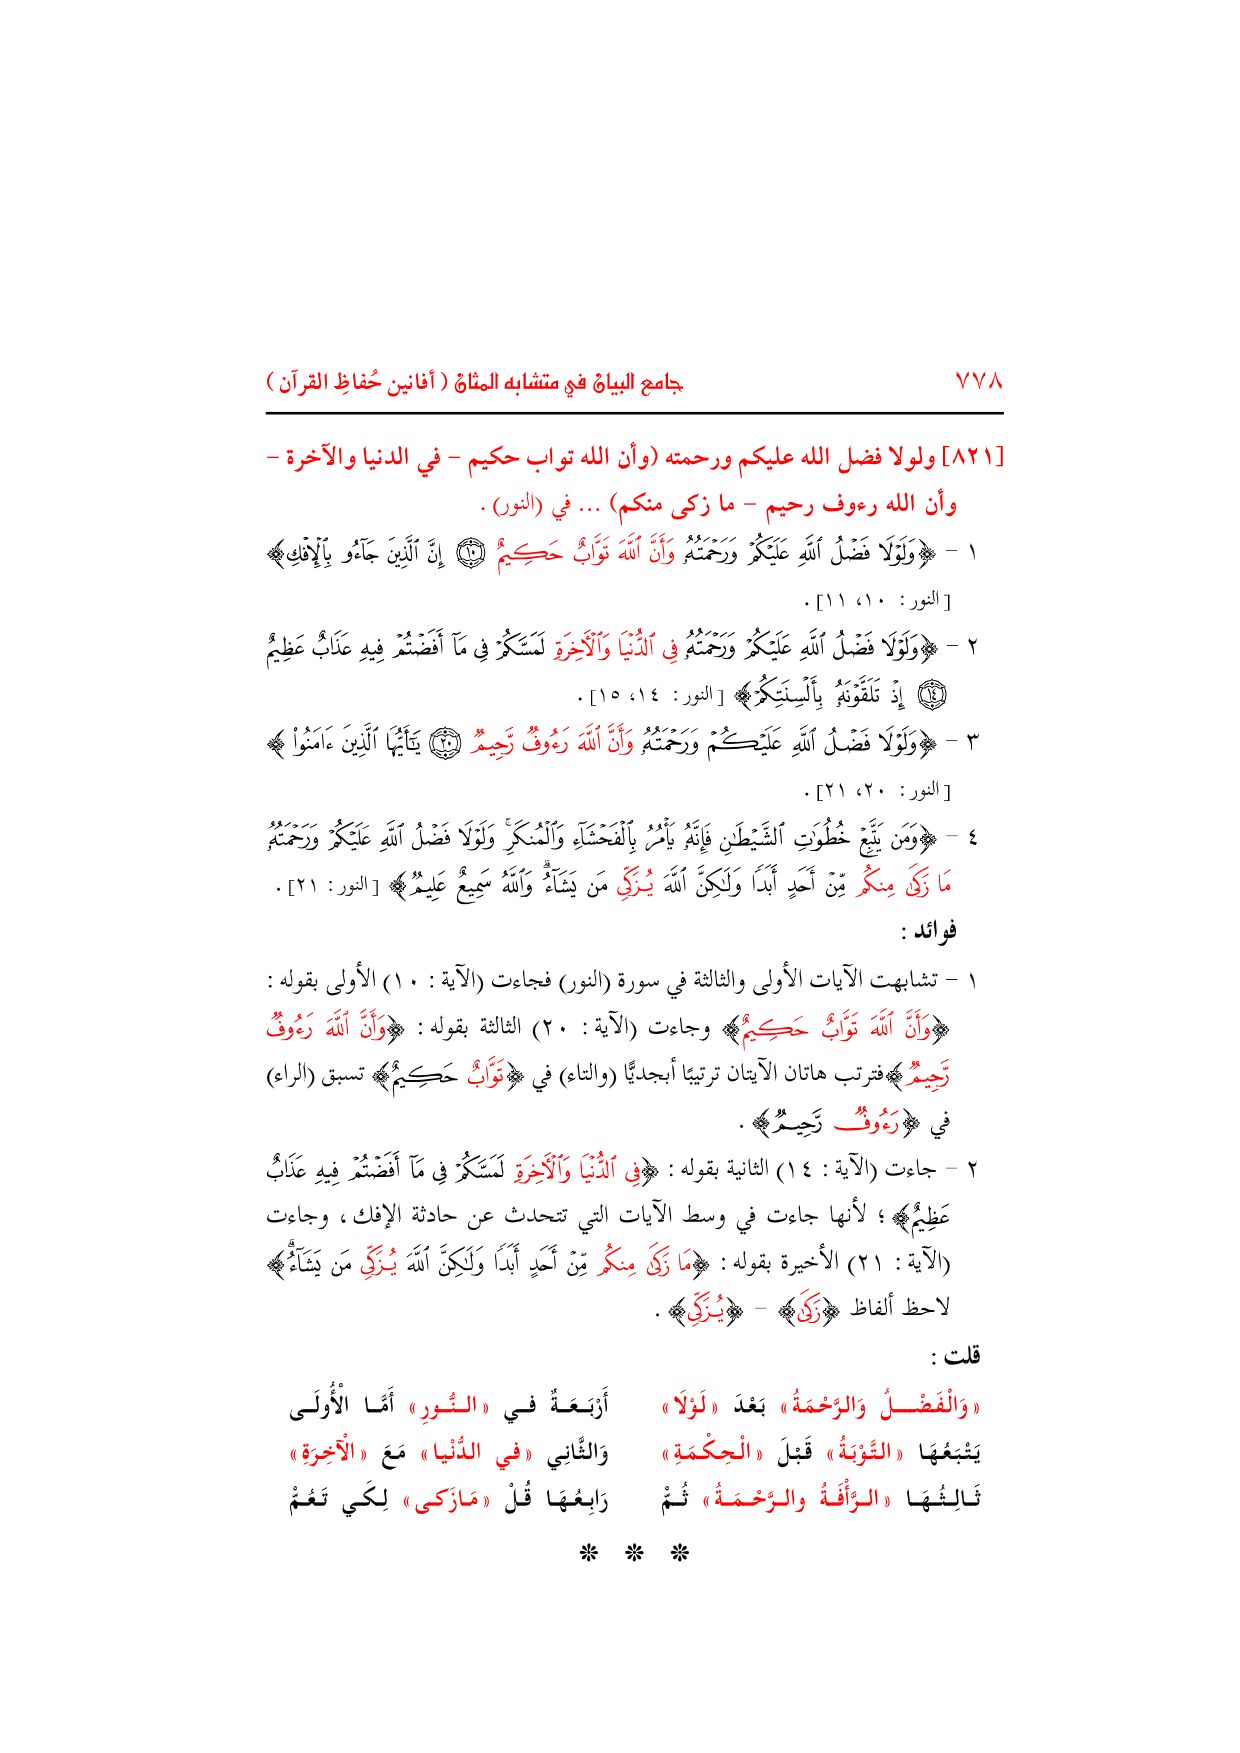 ٧٧٨ جامع البيان في متشابه المثان ( أفانين حُفاظِ القرآن )
[٨٢١] ولولا فضل الله عليكم ورحمته (وأن الله تواب حكيم – في الدنيا والآخرة –
وأن الله رءوف رحيم – ما زكى منكم) ... في (النور) .
١ – ﴿وَلَوْلَا فَضْلُ ٱللَّهِ عَلَيْكُمْ وَرَحْمَتُهُۥ وَأَنَّ ٱللَّهَ تَوَّابٌ حَكِيمٌ ۝١٠ إِنَّ ٱلَّذِينَ جَآءُو بِٱلْإِفْكِ﴾
[النور : ١٠، ١١] .
٢ – ﴿وَلَوْلَا فَضْلُ ٱللَّهِ عَلَيْكُمْ وَرَحْمَتُهُۥ فِى ٱلدُّنْيَا وَٱلْأَخِرَةِ لَمَسَّكُمْ فِى مَآ أَفَضْتُمْ فِيهِ عَذَابٌ عَظِيمٌ
۝١٤ إِذْ تَلَقَّوْنَهُۥ بِأَلْسِنَتِكُمْ﴾ [النور : ١٤، ١٥] .
٣ – ﴿وَلَوْلَا فَضْلُ ٱللَّهِ عَلَيْكُمْ وَرَحْمَتُهُۥ وَأَنَّ ٱللَّهَ رَءُوفٌ رَّحِيمٌ ۝٢٠ يَٰٓأَيُّهَا ٱلَّذِينَ ءَامَنُوا۟ ﴾
[النور : ٢٠، ٢١] .
٤ – ﴿وَمَن يَتَّبِعْ خُطُوَٰتِ ٱلشَّيْطَٰنِ فَإِنَّهُۥ يَأْمُرُ بِٱلْفَحْشَآءِ وَٱلْمُنكَرِ ۚ وَلَوْلَا فَضْلُ ٱللَّهِ عَلَيْكُمْ وَرَحْمَتُهُۥ
مَا زَكَىٰ مِنكُم مِّنْ أَحَدٍ أَبَدًا وَلَٰكِنَّ ٱللَّهَ يُزَكِّى مَن يَشَآءُ ۗ وَٱللَّهُ سَمِيعٌ عَلِيمٌ﴾ [النور : ٢١] .
فوائد :
١ – تشابهت الآيات الأولى والثالثة في سورة (النور) فجاءت (الآية : ١٠) الأولى بقوله :
﴿وَأَنَّ ٱللَّهَ تَوَّابٌ حَكِيمٌ﴾ وجاءت (الآية : ٢٠) الثالثة بقوله : ﴿وَأَنَّ ٱللَّهَ رَءُوفٌ
رَّحِيمٌ﴾فترتب هاتان الآيتان ترتيبًا أبجديًّا (والتاء) في ﴿تَوَّابٌ حَكِيمٌ﴾ تسبق (الراء)
في ﴿رَءُوفٌ رَّحِيمٌ﴾ .
٢ – جاءت (الآية : ١٤) الثانية بقوله : ﴿فِى ٱلدُّنْيَا وَٱلْأَخِرَةِ لَمَسَّكُمْ فِى مَآ أَفَضْتُمْ فِيهِ عَذَابٌ
عَظِيمٌ﴾ ؛ لأنها جاءت في وسط الآيات التي تتحدث عن حادثة الإفك ، وجاءت
(الآية : ٢١) الأخيرة بقوله : ﴿مَا زَكَىٰ مِنكُم مِّنْ أَحَدٍ أَبَدًا وَلَٰكِنَّ ٱللَّهَ يُزَكِّى مَن يَشَآءُ ۗ﴾
لاحظ ألفاظ ﴿زَكَىٰ﴾ – ﴿يُزَكِّى﴾ .
قلت :
«وَالْفَضْلُ وَالرَّحْمَةُ» بَعْدَ «لَوْلَا» أَرْبَعَةٌ في «النُّورِ» أَمَّا الْأُولَى
يَتْبَعُهَا «التَّوْبَةُ» قَبْلَ «الْحِكْمَةِ» وَالثَّانِي «في الدُّنْيا» مَعَ «الْآخِرَةِ»
ثَالِثُهَا «الرَّأْفَةُ والرَّحْمَةُ» ثُمَّ رَابِعُهَا قُلْ «مَازَكى» لِكَي تَعُمّْ
❊ ❊ ❊